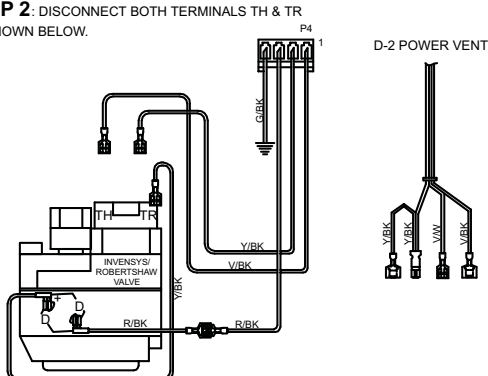 P 2: DISCONNECT BOTH TERMINALS TH & TR
HOWN BELOW.
P4
1
D-2 POWER VENT
G/BK
TH
TR
INVENSYS/
ROBERTSHAW
VALVE
Y/BK
V/BK
Y/BK
+
D
D
R/BK
R/BK
Y/BK
Y/BK
V/W
V/BK